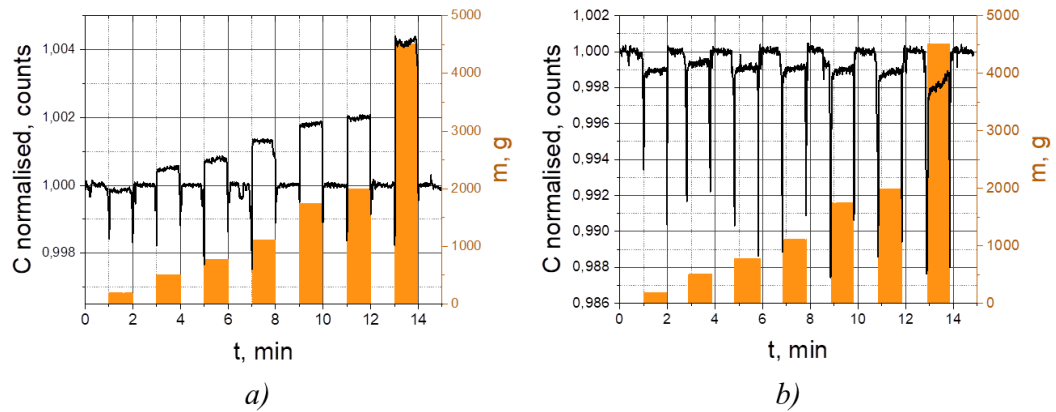 C normalised, counts
1,004
1,002
1,000
0,998
0 2 4 6 8 10 12 14
t, min
5000
4000
3000
2000
1000
0
m, g
a)
C normalised, counts
1,002
1,000
0,998
0,996
0,994
0,992
0,990
0,988
0,986
0 2 4 6 8 10 12 14
t, min
5000
4000
3000
2000
1000
0
m, g
b)